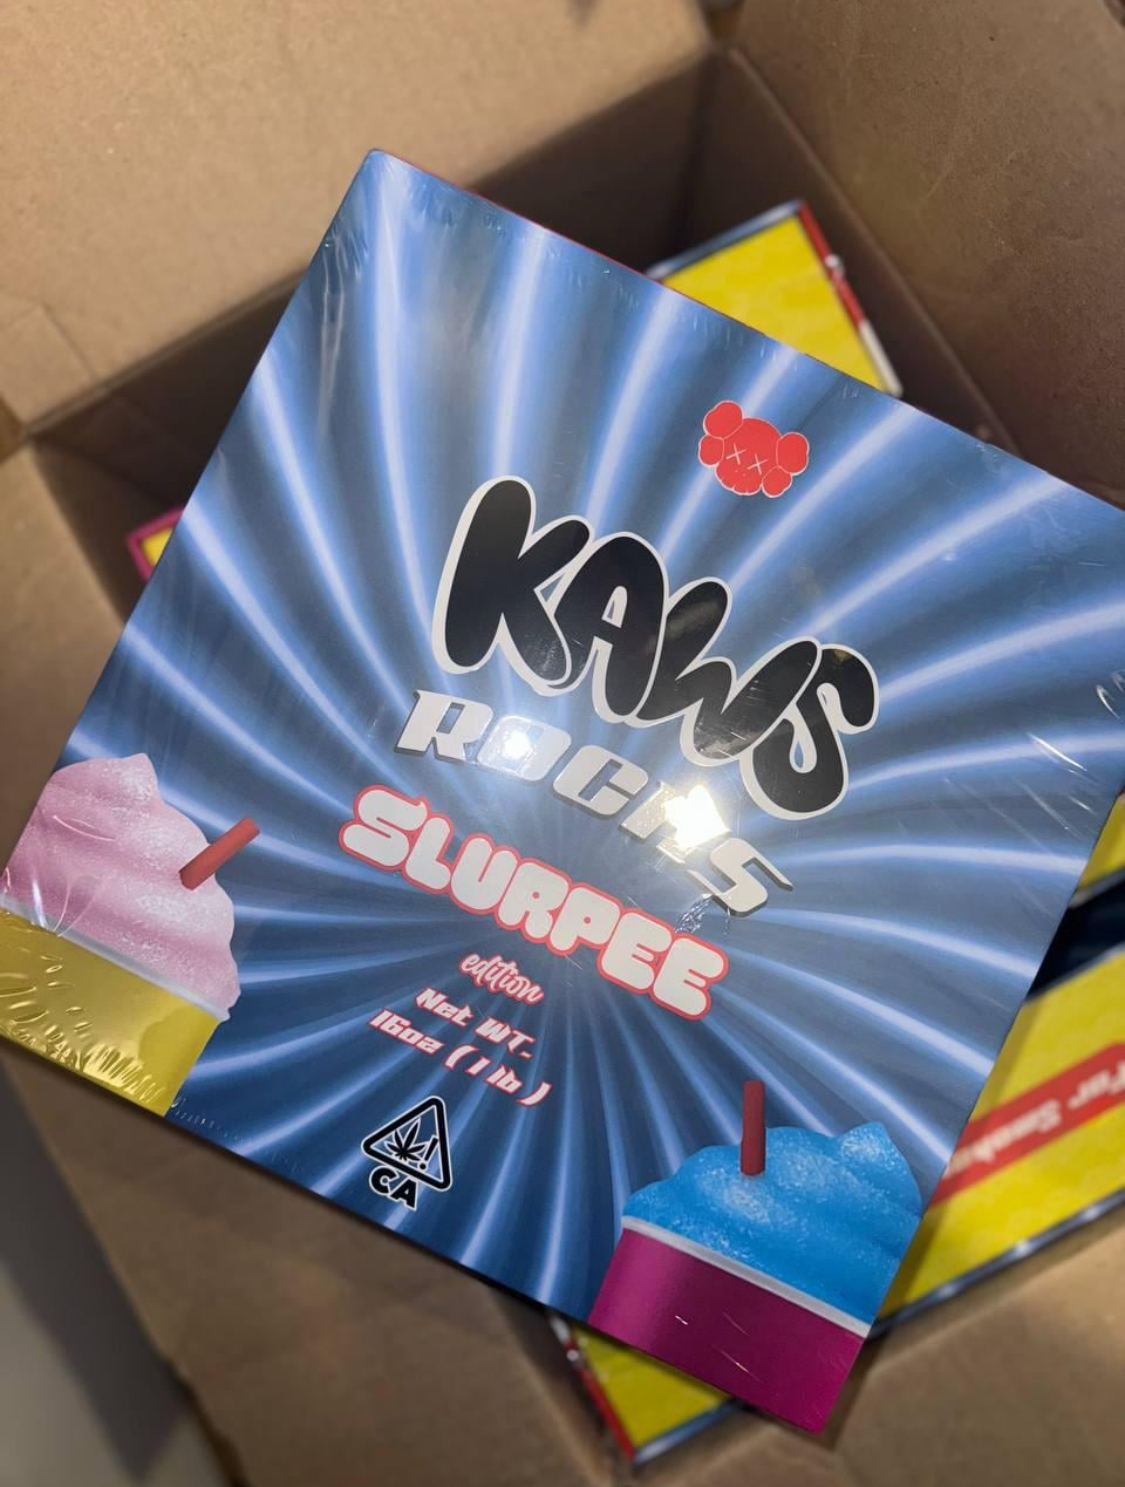 KAWS
ROCKS
SLURPEE
edition
Net WT.
16oz ( 1 lb )
CA